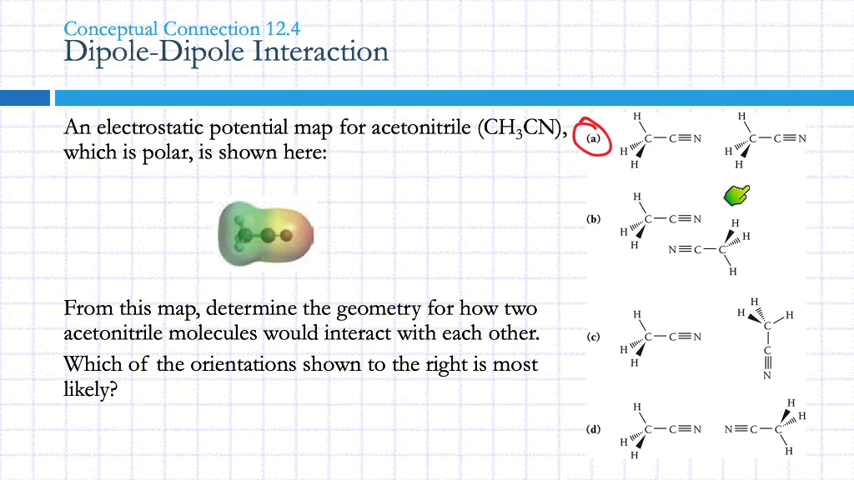 Conceptual Connection 12.4
Dipole-Dipole Interaction
An electrostatic potential map for acetonitrile (CH₃CN),
which is polar, is shown here:
From this map, determine the geometry for how two
acetonitrile molecules would interact with each other.
Which of the orientations shown to the right is most
likely?
(a)
H
H
H
C—C≡N
H
H
H
C—C≡N
(b)
H
H
H
C—C≡N
N≡C—C
H
H
H
(c)
H
H
H
C—C≡N
H
H
H
C
C
N
(d)
H
H
H
C—C≡N
N≡C—C
H
H
H